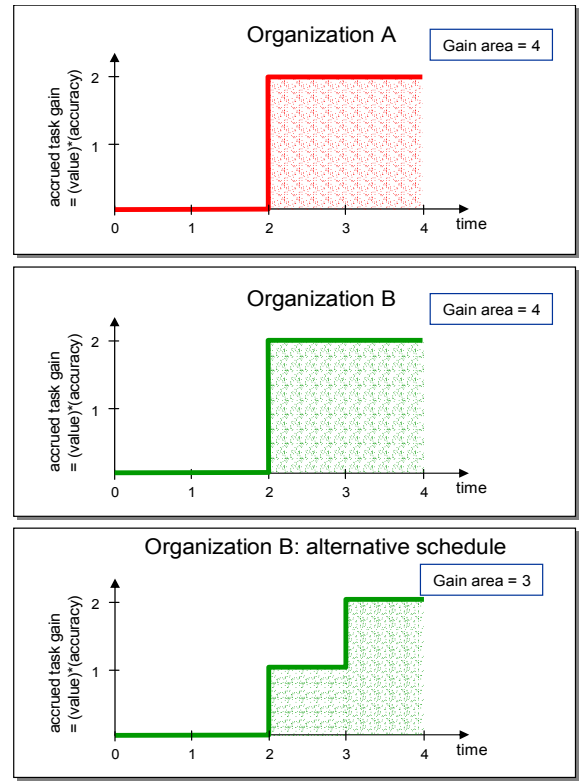 Organization A
Gain area = 4
accrued task gain
= (value)*(accuracy)
2
1
0 1 2 3 4
time
Organization B
Gain area = 4
accrued task gain
= (value)*(accuracy)
2
1
0 1 2 3 4
time
Organization B: alternative schedule
Gain area = 3
accrued task gain
= (value)*(accuracy)
2
1
0 1 2 3 4
time